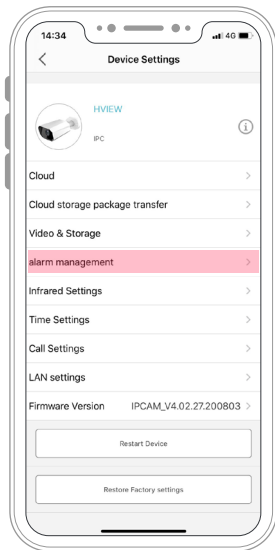 14:34
4G
Device Settings
HVIEW
IPC
Cloud
Cloud storage package transfer
Video & Storage
alarm management
Infrared Settings
Time Settings
Call Settings
LAN settings
Firmware Version IPCAM_V4.02.27.200803
Restart Device
Restore Factory settings